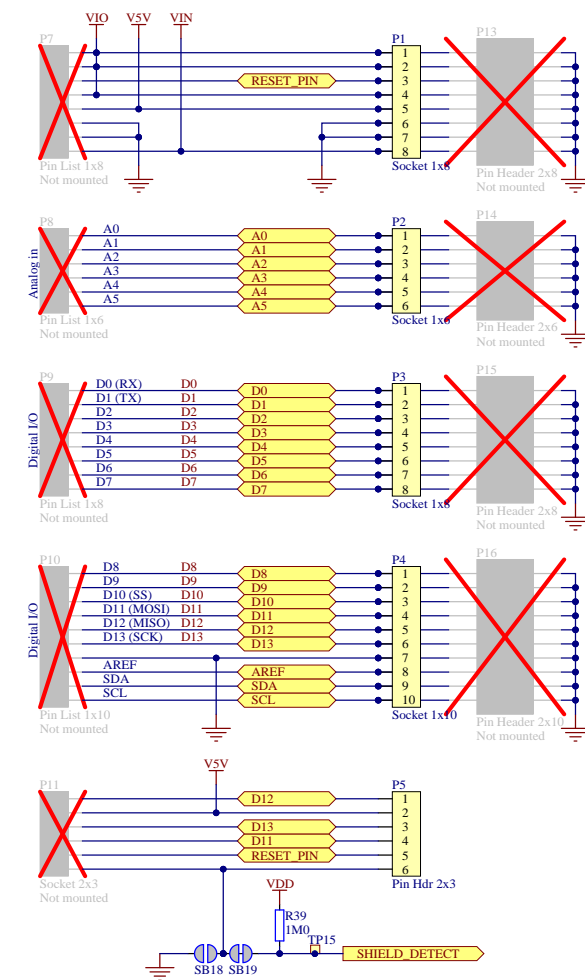 VIO V5V VIN
P7 P1 P13
1
2
RESET_PIN 3
4
5
6
7
8
Pin List 1x8 Socket 1x8 Pin Header 2x8
Not mounted Not mounted
P8 P2 P14
Analog in
A0 A0 1
A1 A1 2
A2 A2 3
A3 A3 4
A4 A4 5
A5 A5 6
Pin List 1x6 Socket 1x6 Pin Header 2x6
Not mounted Not mounted
P9 P3 P15
Digital I/O
D0 (RX) D0 D0 1
D1 (TX) D1 D1 2
D2 D2 D2 3
D3 D3 D3 4
D4 D4 D4 5
D5 D5 D5 6
D6 D6 D6 7
D7 D7 D7 8
Pin List 1x8 Socket 1x8 Pin Header 2x8
Not mounted Not mounted
P10 P4 P16
Digital I/O
D8 D8 D8 1
D9 D9 D9 2
D10 (SS) D10 D10 3
D11 (MOSI) D11 D11 4
D12 (MISO) D12 D12 5
D13 (SCK) D13 D13 6
7
AREF AREF 8
SDA SDA 9
SCL SCL 10
Pin List 1x10 Socket 1x10 Pin Header 2x10
Not mounted Not mounted
V5V
P11 P5
D12 1
2
D13 3
D11 4
RESET_PIN 5
6
Socket 2x3 Pin Hdr 2x3
Not mounted
VDD
R39
1M0
TP15
SHIELD_DETECT
SB18 SB19